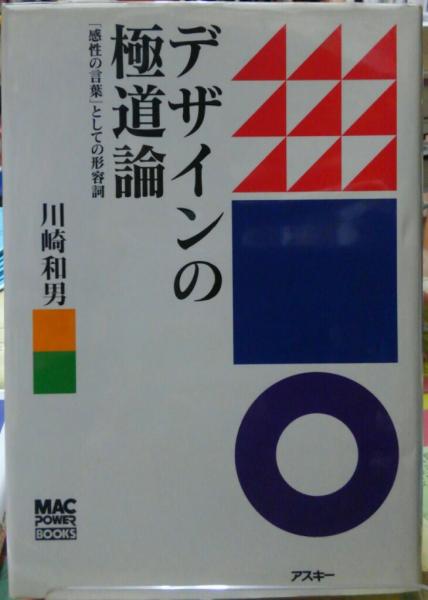 デザインの
極道論
「感性の言葉」としての形容詞
川崎和男
MAC
POWER
BOOKS
アスキー